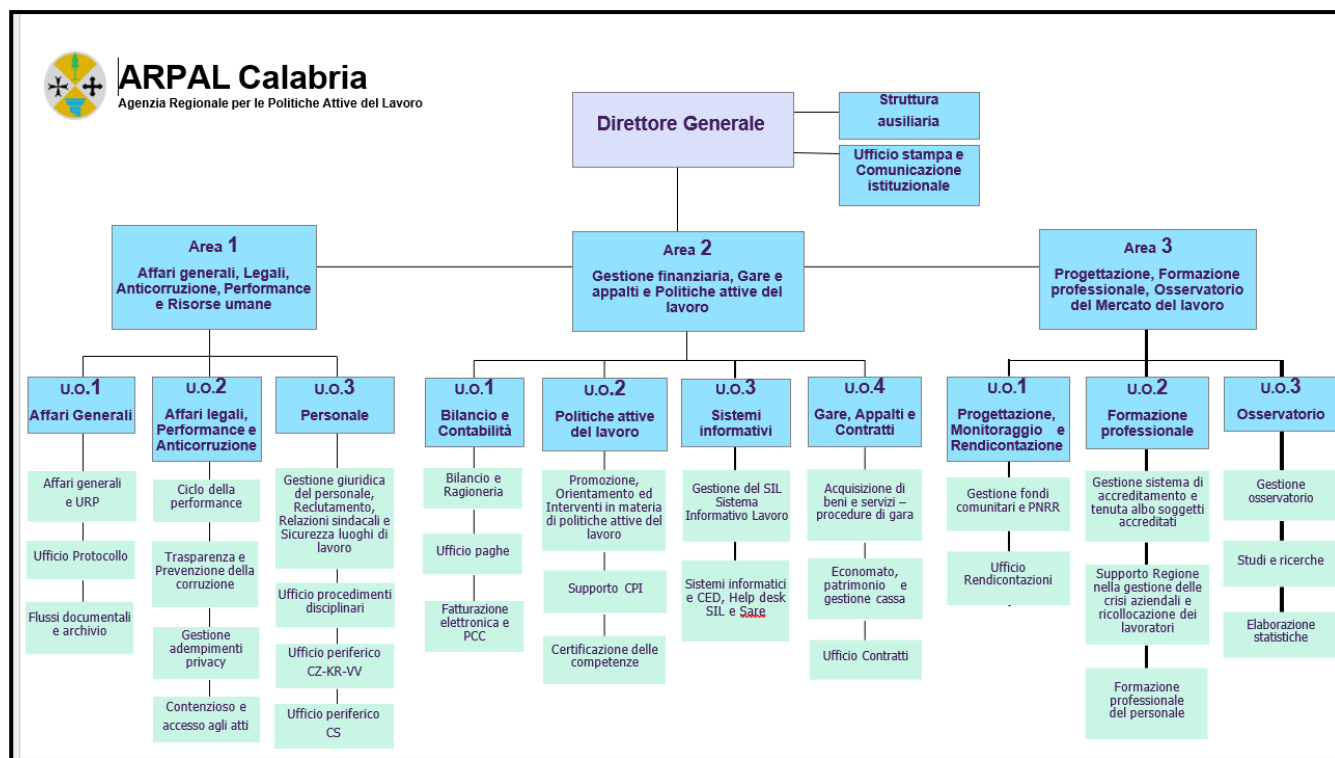 ARPAL Calabria
Agenzia Regionale per le Politiche Attive del Lavoro
Direttore Generale
Struttura
ausiliaria
Ufficio stampa e
Comunicazione
istituzionale
Area 1
Affari generali, Legali,
Anticorruzione, Performance
e Risorse umane
Area 2
Gestione finanziaria, Gare e
appalti e Politiche attive del
lavoro
Area 3
Progettazione, Formazione
professionale, Osservatorio
del Mercato del lavoro
U.O.1
Affari Generali
Affari generali
e URP
Ufficio Protocollo
Flussi documentali
e archivio
U.O.2
Affari legali,
Performance e
Anticorruzione
Ciclo della
performance
Trasparenza e
Prevenzione della
corruzione
Gestione
adempimenti
privacy
Contenzioso e
accesso agli atti
U.O.3
Personale
Gestione giuridica
del personale,
Reclutamento,
Relazioni sindacali e
Sicurezza luoghi di
lavoro
Ufficio procedimenti
disciplinari
Ufficio periferico
CZ-KR-VV
Ufficio periferico
CS
U.O.1
Bilancio e
Contabilità
Bilancio e
Ragioneria
Ufficio paghe
Fatturazione
elettronica e
PCC
U.O.2
Politiche attive
del lavoro
Promozione,
Orientamento ed
Interventi in materia
di politiche attive del
lavoro
Supporto CPI
Certificazione delle
competenze
U.O.3
Sistemi
informativi
Gestione del SIL
Sistema
Informativo Lavoro
Sistemi informatici
e CED, Help desk
SIL e Sare
U.O.4
Gare, Appalti e
Contratti
Acquisizione di
beni e servizi –
procedure di gara
Economato,
patrimonio e
gestione cassa
Ufficio Contratti
U.O.1
Progettazione,
Monitoraggio e
Rendicontazione
Gestione fondi
comunitari e PNRR
Ufficio
Rendicontazioni
U.O.2
Formazione
professionale
Gestione sistema di
accreditamento e
tenuta albo soggetti
accreditati
Supporto Regione
nella gestione delle
crisi aziendali e
ricollocazione dei
lavoratori
Formazione
professionale
del personale
U.O.3
Osservatorio
Gestione
osservatorio
Studi e ricerche
Elaborazione
statistiche